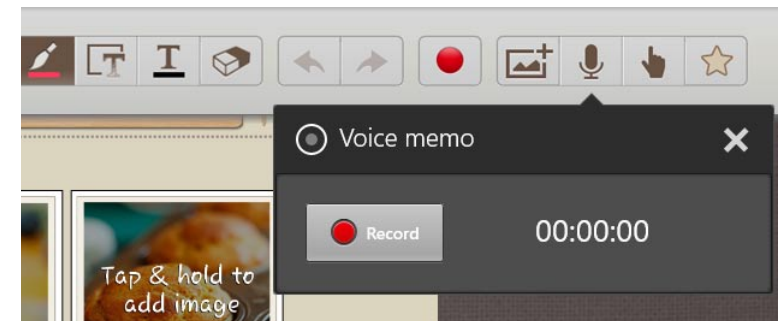 T
T
Voice memo
Record
00:00:00
Tap & hold to
add image